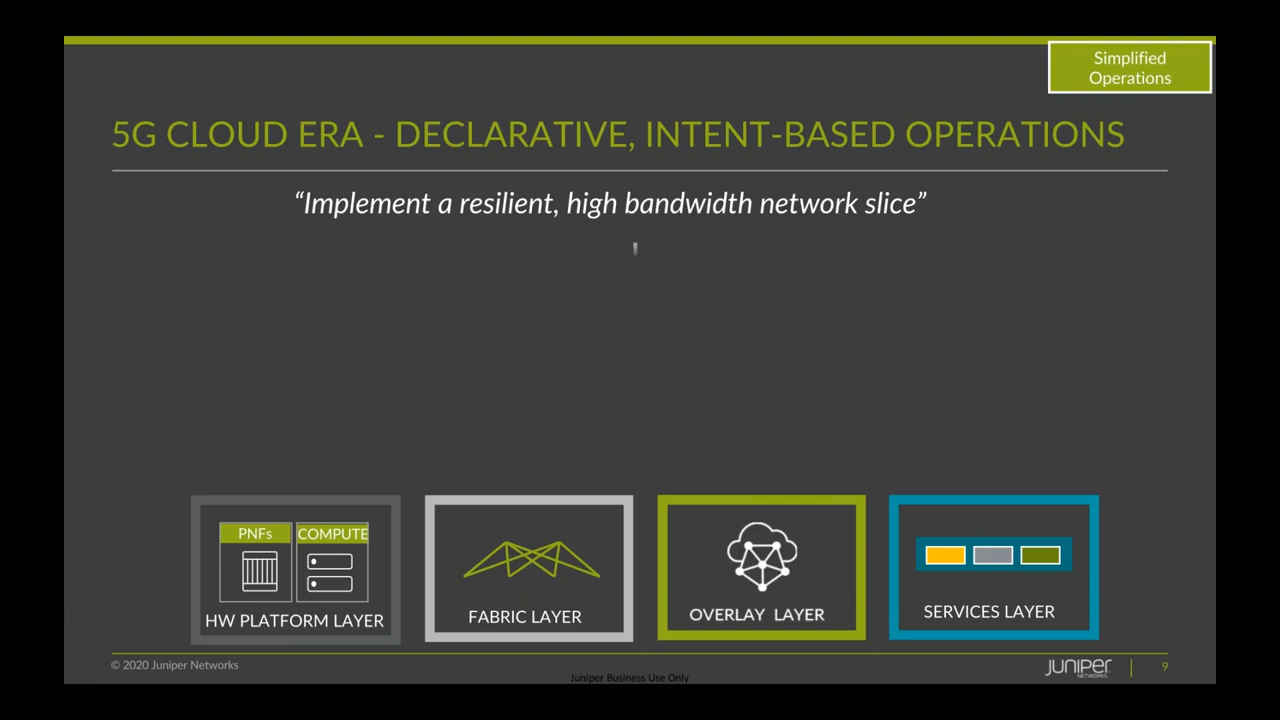 Simplified
Operations
5G CLOUD ERA - DECLARATIVE, INTENT-BASED OPERATIONS
“Implement a resilient, high bandwidth network slice”
PNFs
COMPUTE
HW PLATFORM LAYER
FABRIC LAYER
OVERLAY LAYER
SERVICES LAYER
© 2020 Juniper Networks
Juniper Business Use Only
JUNIPER
NETWORKS
9